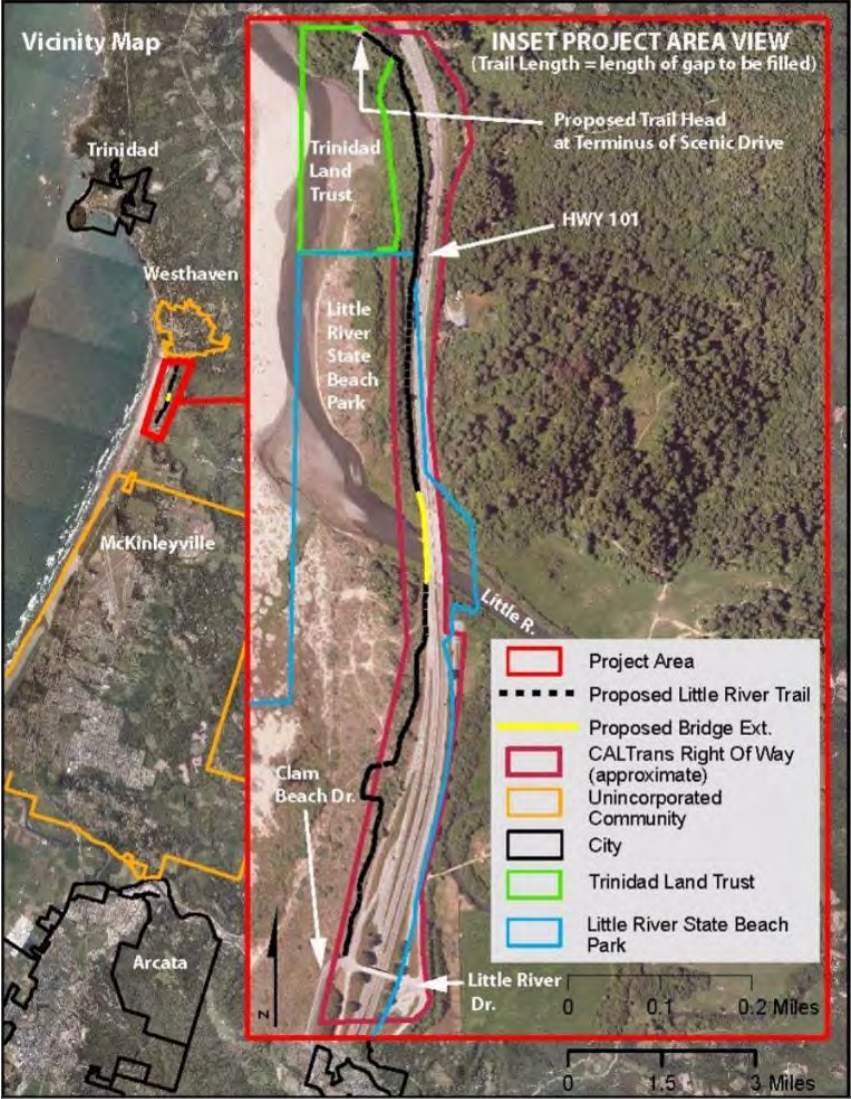 Vicinity Map
INSET PROJECT AREA VIEW
(Trail Length = length of gap to be filled)
Proposed Trail Head
at Terminus of Scenic Drive
Trinidad
Trinidad
Land
Trust
HWY 101
Westhaven
Little
River
State
Beach
Park
McKinleyville
Little R.
Project Area
Proposed Little River Trail
Proposed Bridge Ext.
CALTrans Right Of Way
(approximate)
Unincorporated
Community
City
Trinidad Land Trust
Little River State Beach
Park
Clam
Beach Dr.
Arcata
Little River
Dr.
N
0 0.1 0.2 Miles
0 1.5 3 Miles